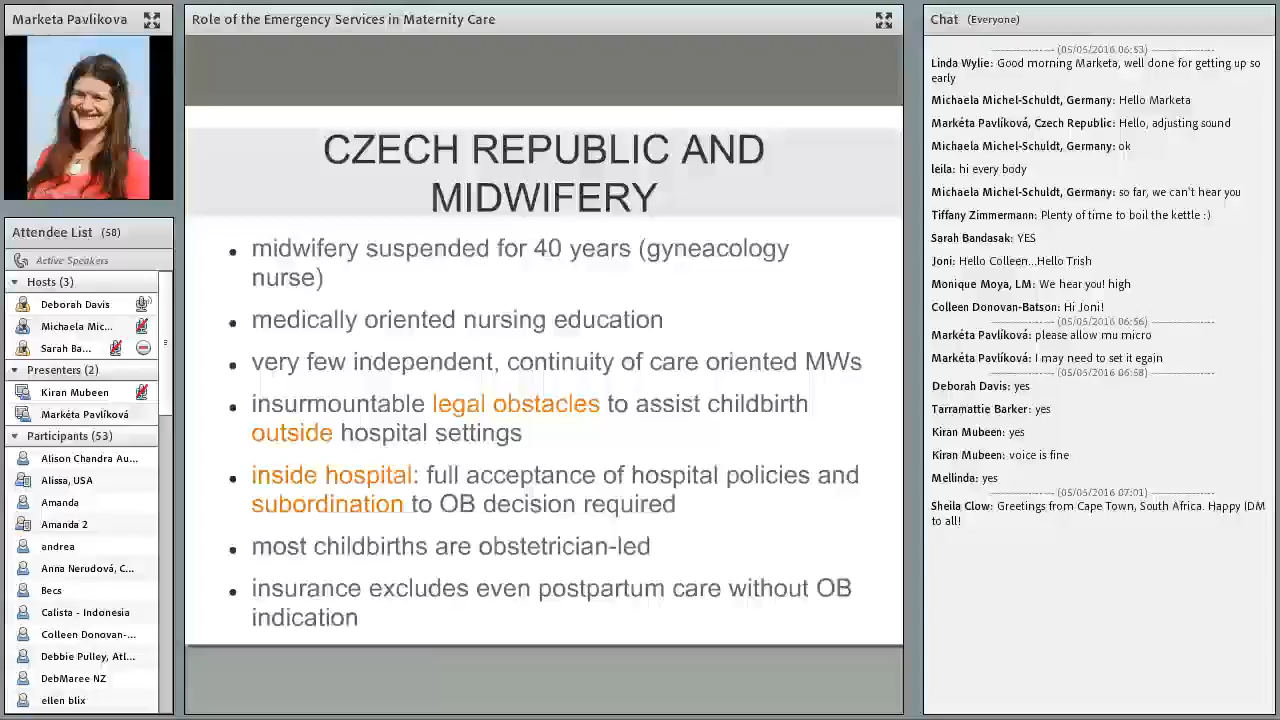 Marketa Pavlikova
Attendee List (58)
Active Speakers
Hosts (3)
Deborah Davis
Michaela Mic...
Sarah Ba...
Presenters (2)
Kiran Mubeen
Markéta Pavlíková
Participants (53)
Alison Chandra Au...
Alissa, USA
Amanda
Amanda 2
andrea
Anna Nerudová, C...
Becs
Calista - Indonesia
Colleen Donovan-...
Debbie Pulley, Atl...
DebMaree NZ
ellen blix
Role of the Emergency Services in Maternity Care
CZECH REPUBLIC AND
MIDWIFERY
• midwifery suspended for 40 years (gyneacology
nurse)
• medically oriented nursing education
• very few independent, continuity of care oriented MWs
• insurmountable legal obstacles to assist childbirth
outside hospital settings
• inside hospital: full acceptance of hospital policies and
subordination to OB decision required
• most childbirths are obstetrician-led
• insurance excludes even postpartum care without OB
indication
Chat (Everyone)
------------------ (05/05/2016 06:53) ------------------
Linda Wylie: Good morning Marketa, well done for getting up so
early
Michaela Michel-Schuldt, Germany: Hello Marketa
Markéta Pavlíková, Czech Republic: Hello, adjusting sound
Michaela Michel-Schuldt, Germany: ok
leila: hi every body
Michaela Michel-Schuldt, Germany: so far, we can't hear you
Tiffany Zimmermann: Plenty of time to boil the kettle :)
Sarah Bandasak: YES
Joni: Hello Colleen...Hello Trish
Monique Moya, LM: We hear you! high
Colleen Donovan-Batson: Hi Joni!
------------------ (05/05/2016 06:56) ------------------
Markéta Pavlíková: please allow mu micro
Markéta Pavlíková: I may need to set it egain
------------------ (05/05/2016 06:58) ------------------
Deborah Davis: yes
Tarramattie Barker: yes
Kiran Mubeen: yes
Kiran Mubeen: voice is fine
Mellinda: yes
------------------ (05/05/2016 07:01) ------------------
Sheila Clow: Greetings from Cape Town, South Africa. Happy IDM
to all!